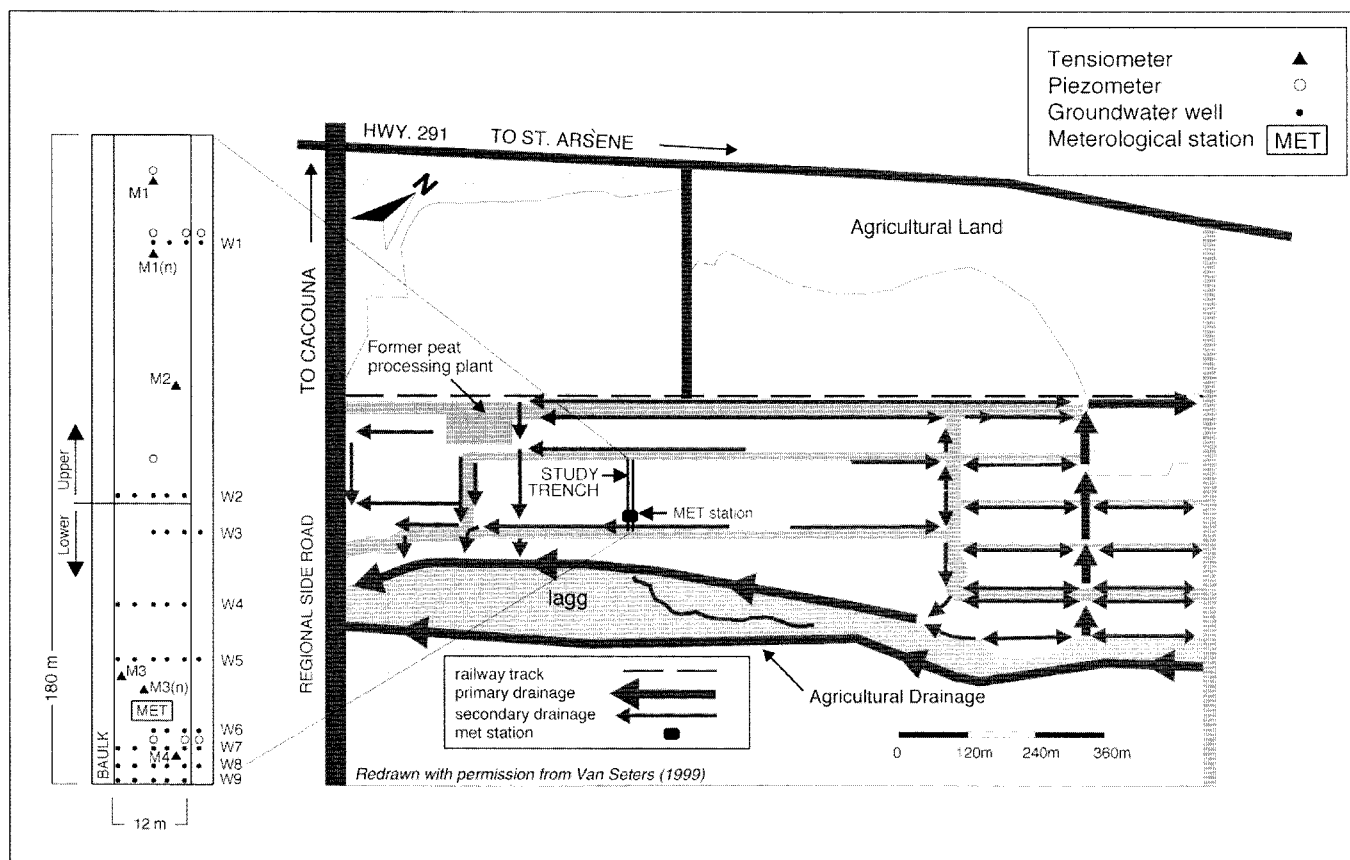 Tensiometer
Piezometer
Groundwater well
Meterological station MET
HWY. 291 TO ST. ARSENE
N
TO CACOUNA
REGIONAL SIDE ROAD
Agricultural Land
Former peat
processing plant
STUDY
TRENCH
MET station
lagg
Agricultural Drainage
railway track
primary drainage
secondary drainage
met station
0 120m 240m 360m
Redrawn with permission from Van Seters (1999)
M1
W1
M1(n)
M2
Upper
W2
Lower
W3
W4
W5
M3
M3(n)
MET
W6
W7
M4
W8
W9
BAULK
180 m
12 m